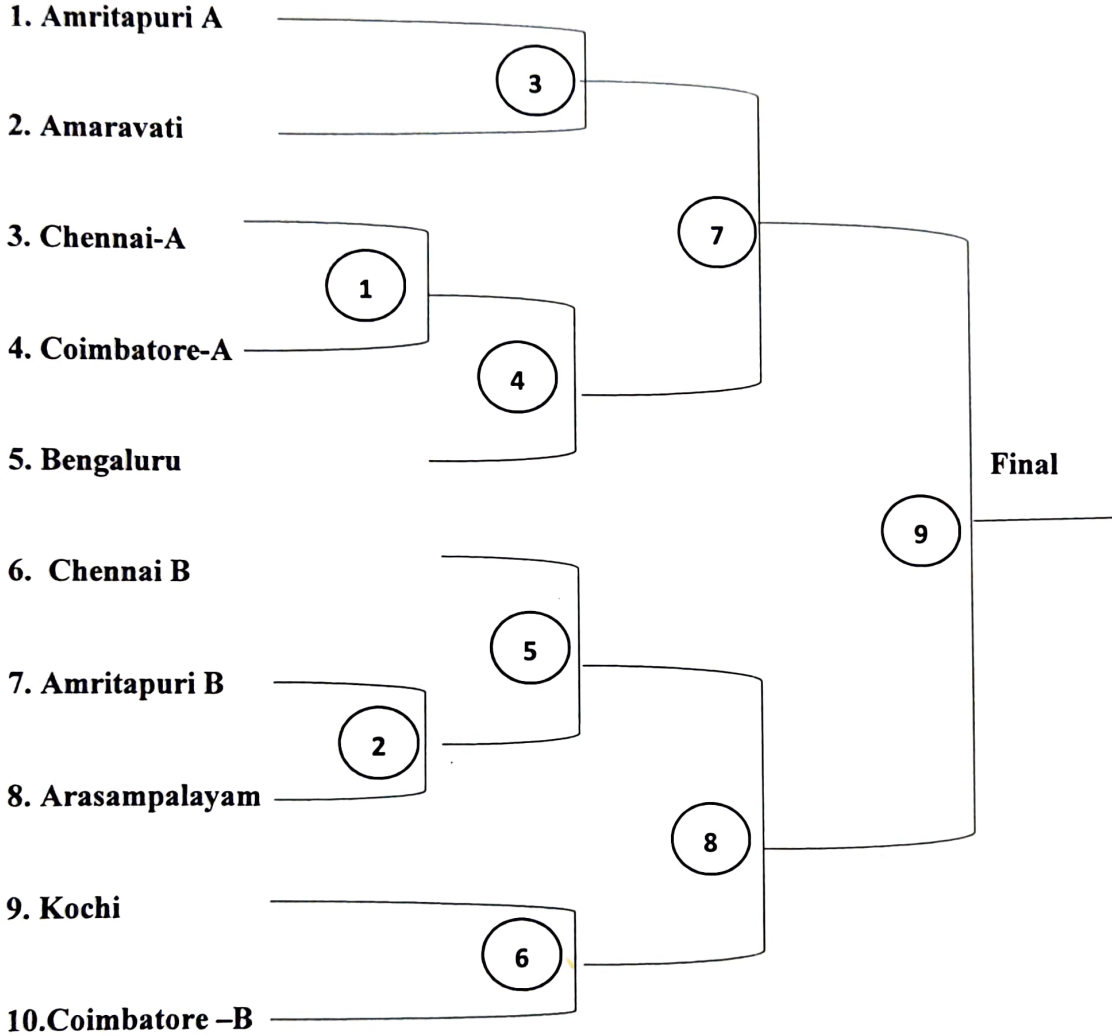 1. Amritapuri A
3
2. Amaravati
7
3. Chennai-A
1
4. Coimbatore-A
4
5. Bengaluru
Final
9
6. Chennai B
5
7. Amritapuri B
2
8. Arasampalayam
8
9. Kochi
6
10.Coimbatore –B